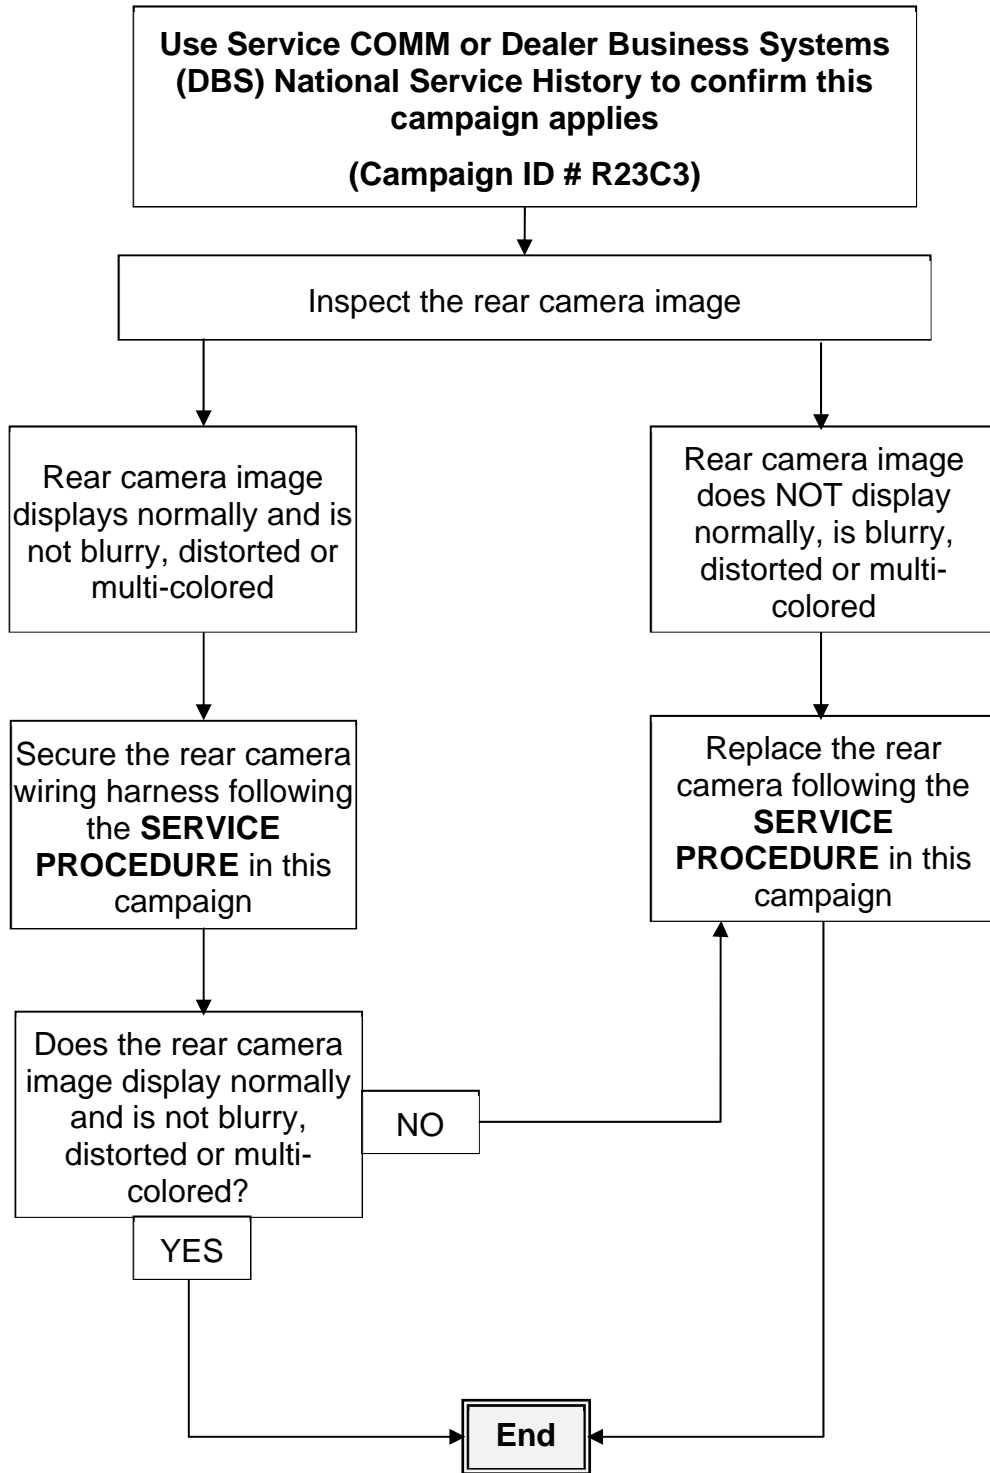 Use Service COMM or Dealer Business Systems
(DBS) National Service History to confirm this
campaign applies
(Campaign ID # R23C3)
Inspect the rear camera image
Rear camera image
displays normally and is
not blurry, distorted or
multi-colored
Rear camera image
does NOT display
normally, is blurry,
distorted or multi-
colored
Secure the rear camera
wiring harness following
the SERVICE
PROCEDURE in this
campaign
Replace the rear
camera following the
SERVICE
PROCEDURE in this
campaign
Does the rear camera
image display normally
and is not blurry,
distorted or multi-
colored?
NO
YES
End